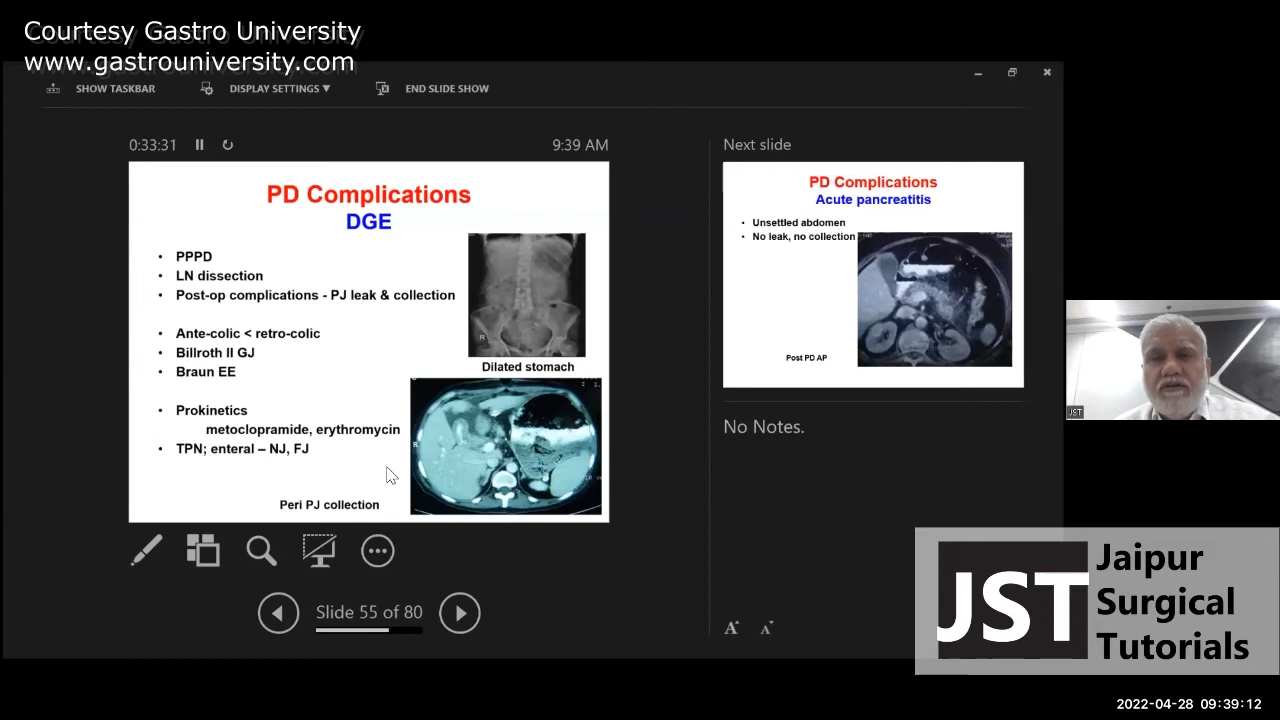 Courtesy Gastro University
www.gastrouniversity.com
SHOW TASKBAR
DISPLAY SETTINGS ▼
END SLIDE SHOW
0:33:31
9:39 AM
PD Complications
DGE
• PPPD
• LN dissection
• Post-op complications - PJ leak & collection
• Ante-colic < retro-colic
• Billroth II GJ
• Braun EE
• Prokinetics
metoclopramide, erythromycin
• TPN; enteral – NJ, FJ
R
Dilated stomach
R
Peri PJ collection
Slide 55 of 80
Next slide
PD Complications
Acute pancreatitis
• Unsettled abdomen
• No leak, no collection
Post PD AP
No Notes.
A A
JST
JST
Jaipur
Surgical
Tutorials
2022-04-28 09:39:12